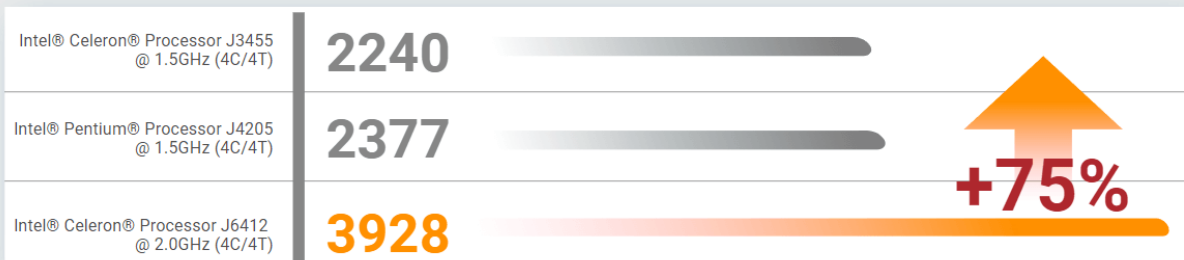 Intel® Celeron® Processor J3455
@ 1.5GHz (4C/4T)
2240
Intel® Pentium® Processor J4205
@ 1.5GHz (4C/4T)
2377
+75%
Intel® Celeron® Processor J6412
@ 2.0GHz (4C/4T)
3928